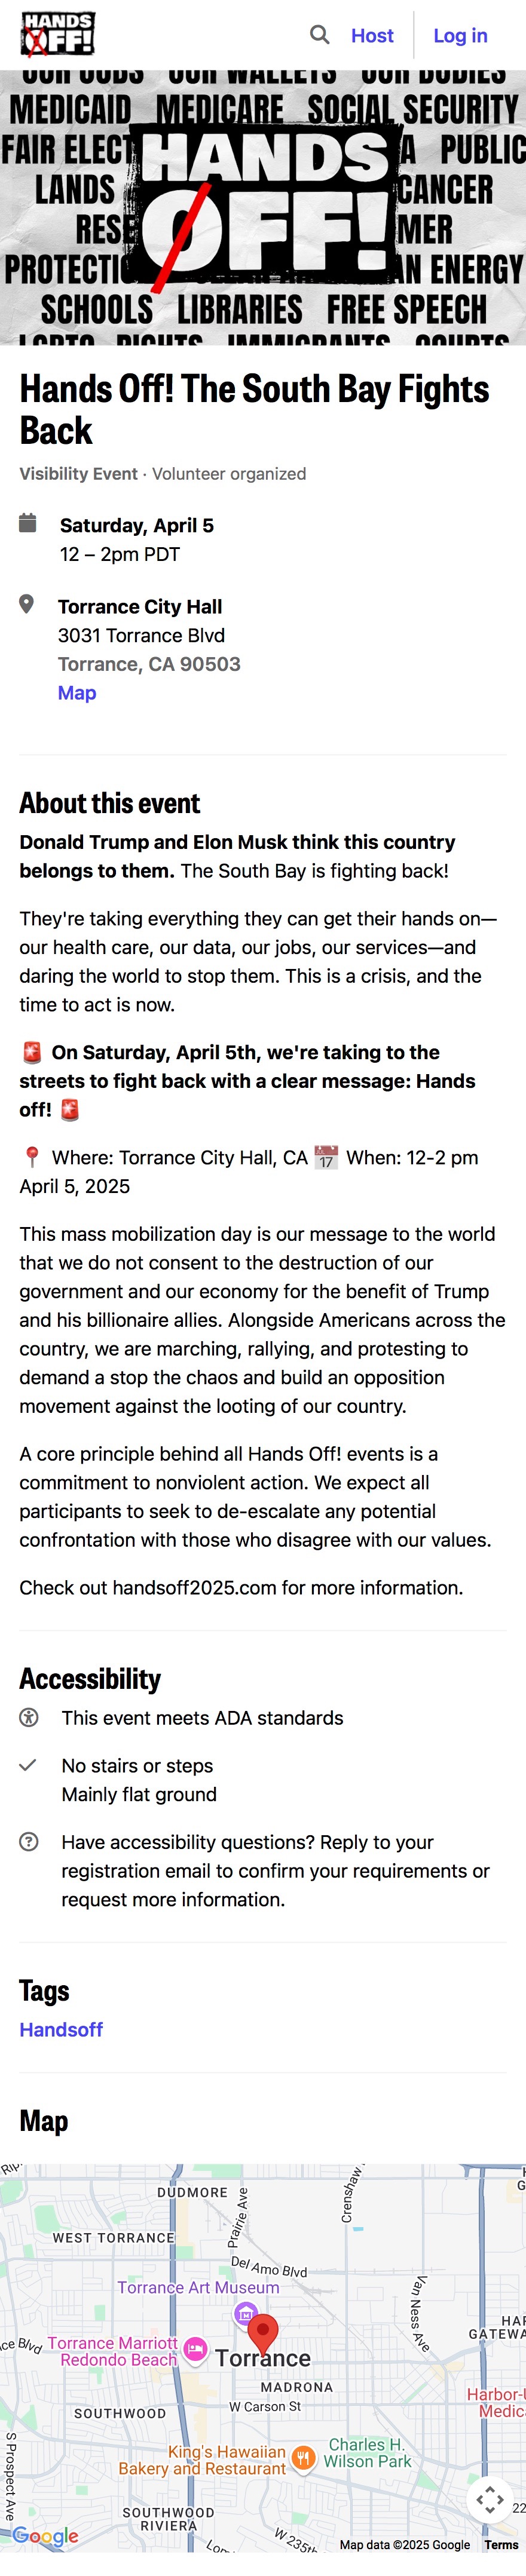 HANDS
OFF!
Host
Log in
OUR JOBS OUR WALLETS OUR BODIES
MEDICAID MEDICARE SOCIAL SECURITY
FAIR ELECT
A PUBLIC
LANDS
CANCER
RESE
MER
PROTECTIO
AN ENERGY
HANDS
OFF!
SCHOOLS LIBRARIES FREE SPEECH
LGBTQ RIGHTS IMMIGRANTS COURTS
Hands Off! The South Bay Fights
Back
Visibility Event · Volunteer organized
Saturday, April 5
12 – 2pm PDT
Torrance City Hall
3031 Torrance Blvd
Torrance, CA 90503
Map
About this event
Donald Trump and Elon Musk think this country
belongs to them. The South Bay is fighting back!
They're taking everything they can get their hands on—
our health care, our data, our jobs, our services—and
daring the world to stop them. This is a crisis, and the
time to act is now.
🚨 On Saturday, April 5th, we're taking to the
streets to fight back with a clear message: Hands
off! 🚨
📍 Where: Torrance City Hall, CA 📅 When: 12-2 pm
April 5, 2025
This mass mobilization day is our message to the world
that we do not consent to the destruction of our
government and our economy for the benefit of Trump
and his billionaire allies. Alongside Americans across the
country, we are marching, rallying, and protesting to
demand a stop the chaos and build an opposition
movement against the looting of our country.
A core principle behind all Hands Off! events is a
commitment to nonviolent action. We expect all
participants to seek to de-escalate any potential
confrontation with those who disagree with our values.
Check out handsoff2025.com for more information.
Accessibility
This event meets ADA standards
No stairs or steps
Mainly flat ground
Have accessibility questions? Reply to your
registration email to confirm your requirements or
request more information.
Tags
Handsoff
Map
DUDMORE
Prairie Ave
Crenshaw
WEST TORRANCE
Del Amo Blvd
Torrance Art Museum
Van Ness Ave
HAR
GATEWA
ce Blvd
Torrance Marriott
Redondo Beach
Torrance
MADRONA
W Carson St
Harbor-U
Medic
SOUTHWOOD
S Prospect Ave
King's Hawaiian
Bakery and Restaurant
Charles H.
Wilson Park
SOUTHWOOD
RIVIERA
Lom
W 235th
22
Google
Map data ©2025 Google
Terms